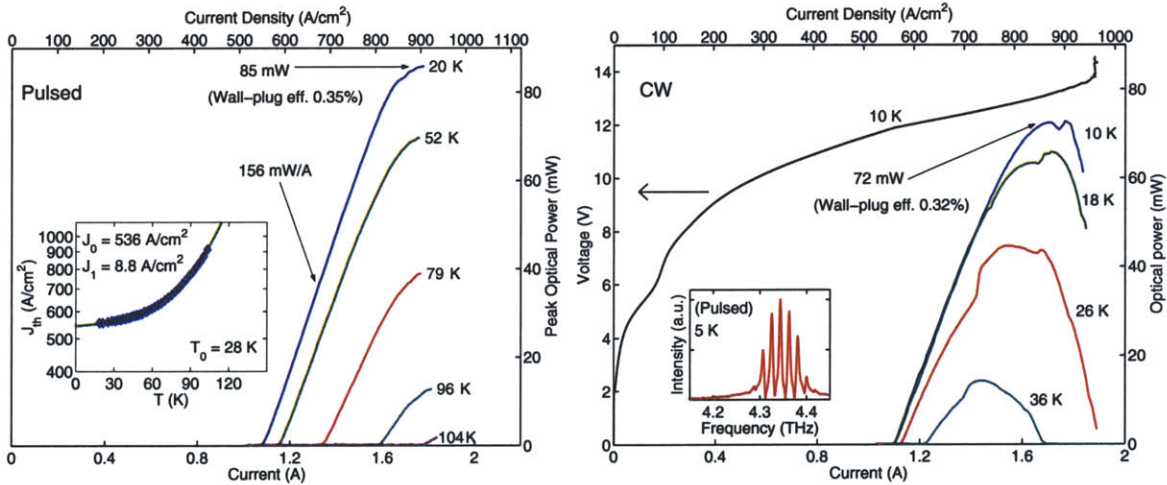 Current Density (A/cm²)
0 100 200 300 400 500 600 700 800 900 1000 1100
Pulsed
85 mW
(Wall–plug eff. 0.35%)
20 K
52 K
156 mW/A
79 K
96 K
104K
80
60
40
20
0
Peak Optical Power (mW)
1000
900
800
700
600
500
400
J_th (A/cm²)
J_0 = 536 A/cm²
J_1 = 8.8 A/cm²
T_0 = 28 K
0 30 60 90 120
T (K)
0 0.4 0.8 1.2 1.6 2
Current (A)
Current Density (A/cm²)
0 100 200 300 400 500 600 700 800 900 1000
14
12
10
8
6
4
2
0
Voltage (V)
CW
10 K
10 K
72 mW
(Wall–plug eff. 0.32%)
18 K
26 K
36 K
80
60
40
20
0
Optical power (mW)
(Pulsed)
5 K
Intensity (a.u.)
4.2 4.3 4.4
Frequency (THz)
0 0.4 0.8 1.2 1.6 2
Current (A)